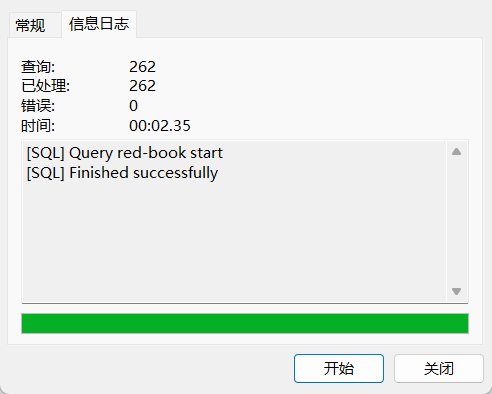 常规 信息日志
查询: 262
已处理: 262
错误: 0
时间: 00:02.35
[SQL] Query red-book start
[SQL] Finished successfully
开始 关闭